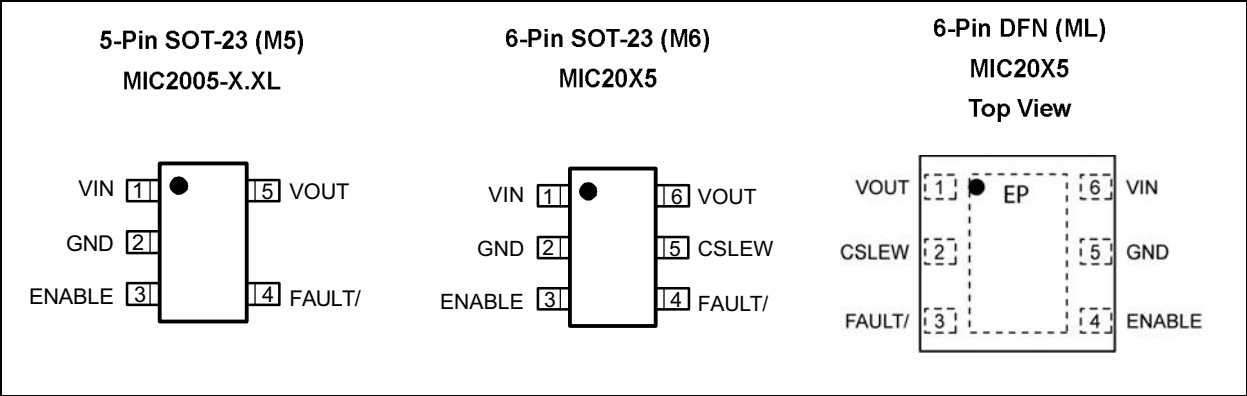 5-Pin SOT-23 (M5)
MIC2005-X.XL
VIN 1 5 VOUT
GND 2
ENABLE 3 4 FAULT/
6-Pin SOT-23 (M6)
MIC20X5
VIN 1 6 VOUT
GND 2 5 CSLEW
ENABLE 3 4 FAULT/
6-Pin DFN (ML)
MIC20X5
Top View
VOUT 1 EP 6 VIN
CSLEW 2 5 GND
FAULT/ 3 4 ENABLE